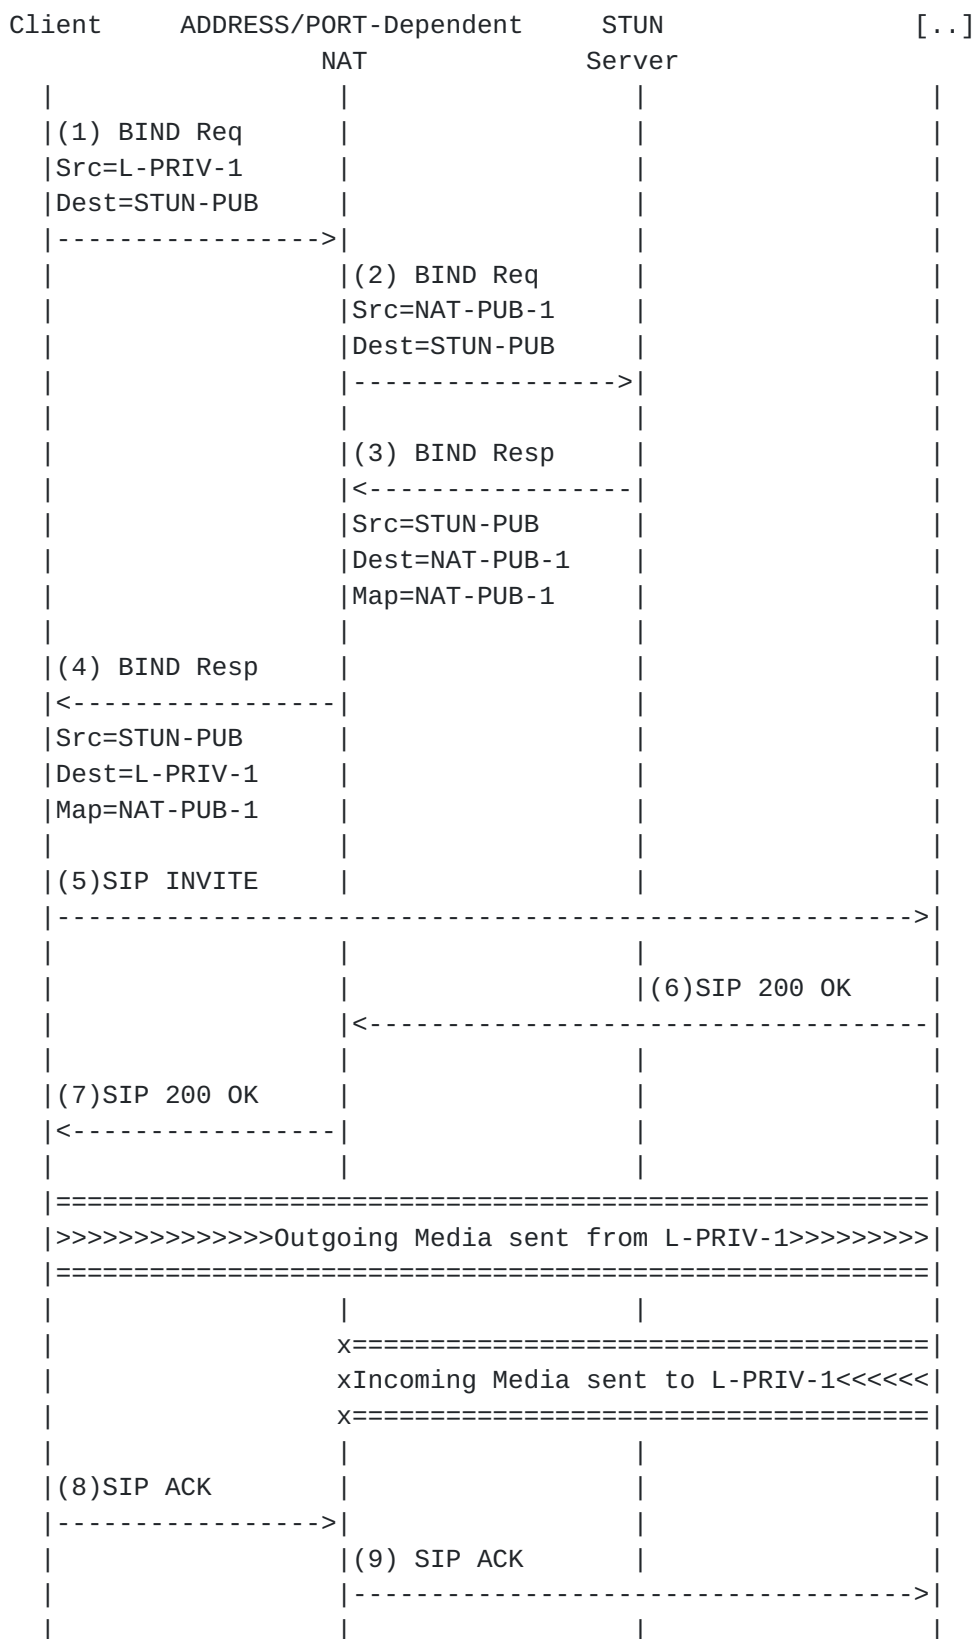 Client     ADDRESS/PORT-Dependent     STUN                [..]
                    NAT              Server
  |                  |                  |                  |
  |(1) BIND Req      |                  |                  |
  |Src=L-PRIV-1      |                  |                  |
  |Dest=STUN-PUB     |                  |                  |
  |----------------->|                  |                  |
  |                  |(2) BIND Req      |                  |
  |                  |Src=NAT-PUB-1     |                  |
  |                  |Dest=STUN-PUB     |                  |
  |                  |----------------->|                  |
  |                  |                  |                  |
  |                  |(3) BIND Resp     |                  |
  |                  |<-----------------|                  |
  |                  |Src=STUN-PUB      |                  |
  |                  |Dest=NAT-PUB-1    |                  |
  |                  |Map=NAT-PUB-1     |                  |
  |                  |                  |                  |
  |(4) BIND Resp     |                  |                  |
  |<-----------------|                  |                  |
  |Src=STUN-PUB      |                  |                  |
  |Dest=L-PRIV-1     |                  |                  |
  |Map=NAT-PUB-1     |                  |                  |
  |                  |                  |                  |
  |(5)SIP INVITE     |                  |                  |
  |------------------------------------------------------->|
  |                  |                  |                  |
  |                  |                  |(6)SIP 200 OK     |
  |                  |<------------------------------------|
  |                  |                  |                  |
  |(7)SIP 200 OK     |                  |                  |
  |<-----------------|                  |                  |
  |                  |                  |                  |
  |========================================================|
  |>>>>>>>>>>>>>>Outgoing Media sent from L-PRIV-1>>>>>>>>>|
  |========================================================|
  |                  |                  |                  |
  |                  x=====================================|
  |                  xIncoming Media sent to L-PRIV-1<<<<<<|
  |                  x=====================================|
  |                  |                  |                  |
  |(8)SIP ACK        |                  |                  |
  |----------------->|                  |                  |
  |                  |(9) SIP ACK       |                  |
  |                  |------------------------------------>|
  |                  |                  |                  |